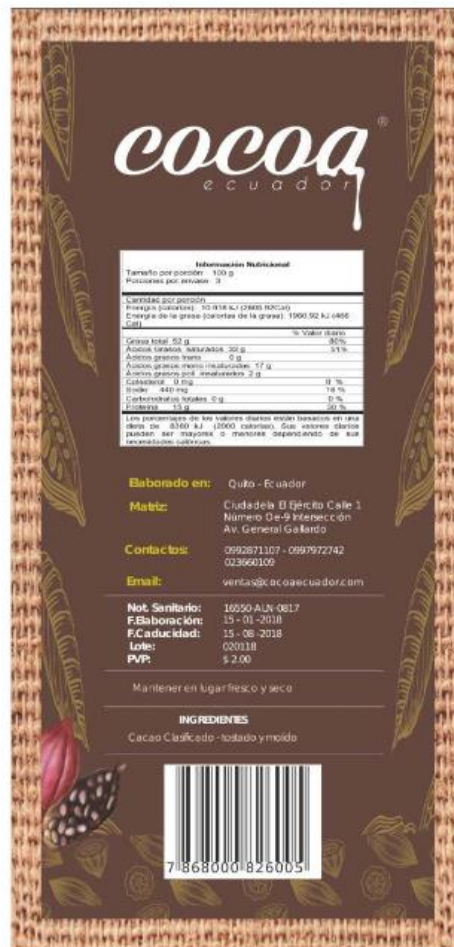 cocoa®
ecuador
Información Nutricional
Tamaño por porción 100 g
Porciones por envase 3
Cantidad por porción
Energía (calorías) 10 918 kJ (2608.92Cal)
Energía de la grasa (calorías de la grasa) 1960.92 kJ (466
Cal)
% Valor diario
Grasa total 52 g 80%
Ácidos grasos saturados 33 g 51%
Ácidos grasos trans 0 g
Ácidos grasos mono insaturados 17 g
Ácidos grasos poli insaturados 2 g
Colesterol 0 mg 0 %
Sodio 440 mg 18 %
Carbohidratos totales 0 g 0 %
Proteína 15 g 30 %
Los porcentajes de los valores diarios están basados en una
dieta de 8380 kJ (2000 calorías). Sus valores diarios
pueden ser mayores o menores dependiendo de sus
necesidades calóricas.
Elaborado en: Quito - Ecuador
Matriz: Ciudadela El Ejército Calle 1
Número Oe-9 Intersección
Av. General Gallardo
Contactos: 0992871107 - 0997972742
023660109
Email: ventas@cocoaecuador.com
Not. Sanitario: 16550-ALN-0817
F.Elaboración: 15 - 01 -2018
F.Caducidad: 15 - 08 -2018
Lote: 020118
PVP: $ 2.00
Mantener en lugar fresco y seco
INGREDIENTES
Cacao Clasificado - tostado y molido
7 868000 826005